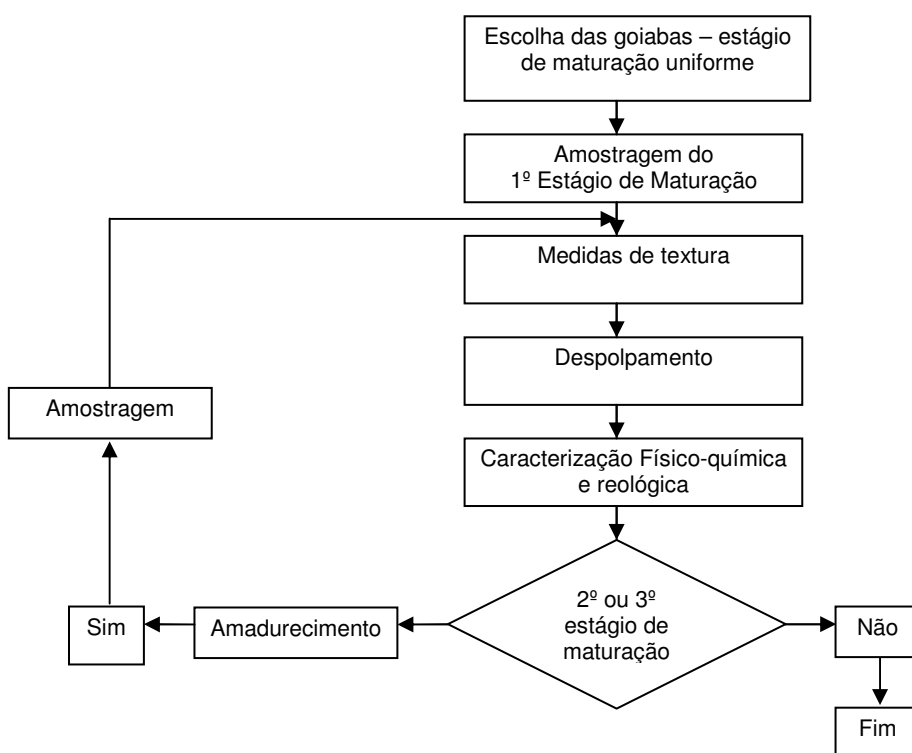 Escolha das goiabas – estágio
de maturação uniforme
Amostragem do
1º Estágio de Maturação
Medidas de textura
Despolpamento
Amostragem
Caracterização Físico-química
e reológica
2º ou 3º
estágio de
maturação
Amadurecimento
Sim
Não
Fim